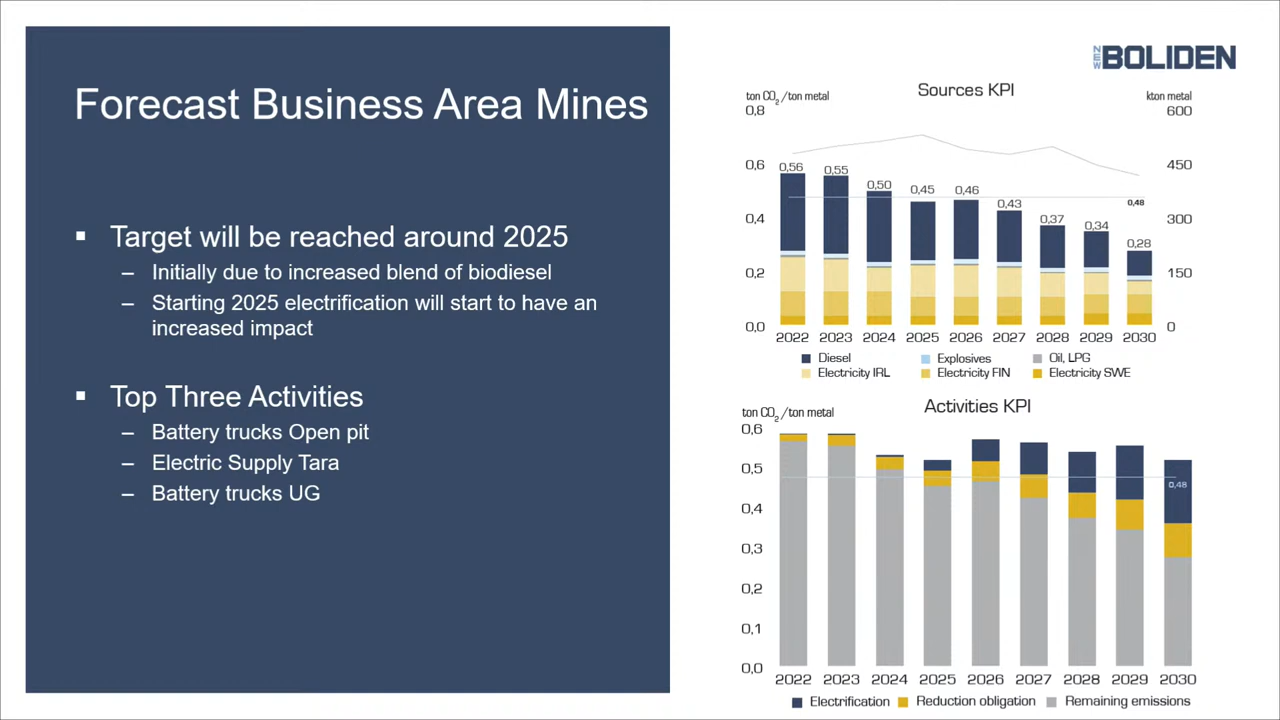 Forecast Business Area Mines
▪ Target will be reached around 2025
– Initially due to increased blend of biodiesel
– Starting 2025 electrification will start to have an
increased impact
▪ Top Three Activities
– Battery trucks Open pit
– Electric Supply Tara
– Battery trucks UG
NEW BOLIDEN
Sources KPI
ton CO2/ton metal
kton metal
0,8
600
0,6
450
0,4
300
0,2
150
0,0
0
0,56
0,55
0,50
0,45
0,46
0,43
0,37
0,34
0,48
0,28
2022 2023 2024 2025 2026 2027 2028 2029 2030
Diesel Explosives Oil, LPG
Electricity IRL Electricity FIN Electricity SWE
Activities KPI
ton CO2/ton metal
0,6
0,5
0,4
0,3
0,2
0,1
0,0
0,48
2022 2023 2024 2025 2026 2027 2028 2029 2030
Electrification Reduction obligation Remaining emissions